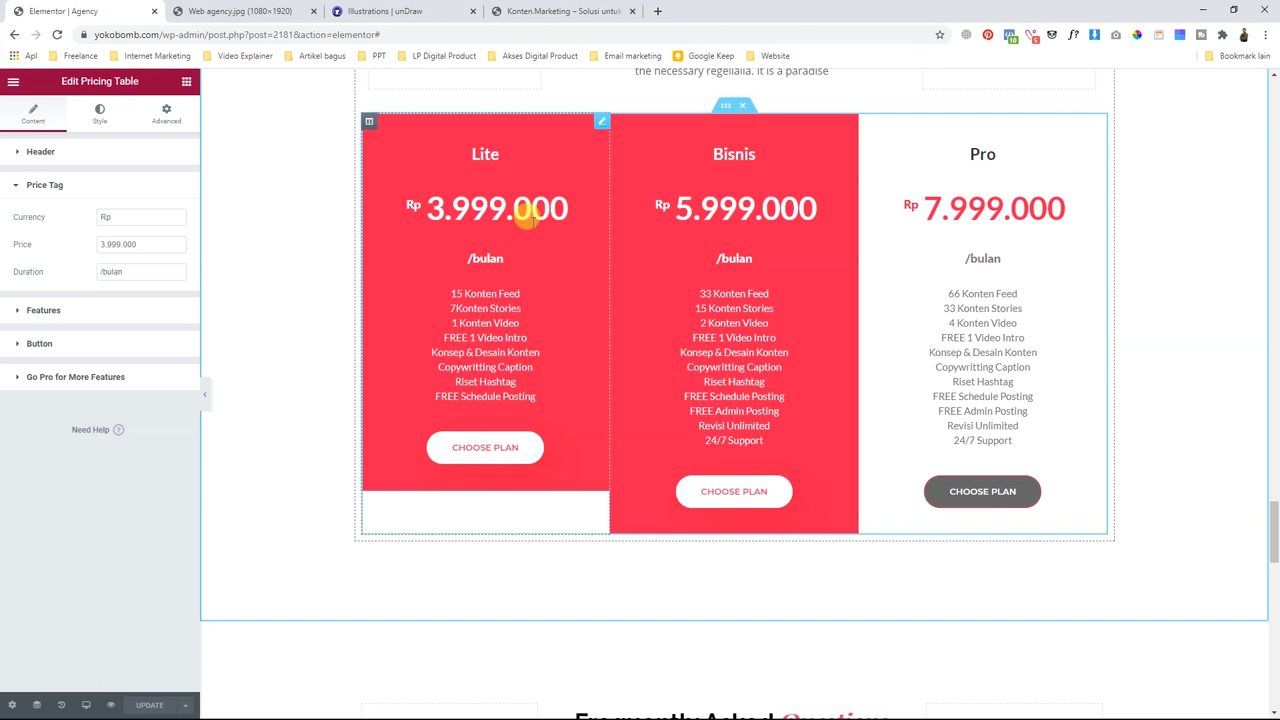 Elementor | Agency
Web agency.jpg (1080×1920)
Illustrations | unDraw
Konten.Marketing – Solusi untuk
yokobomb.com/wp-admin/post.php?post=2181&action=elementor#
10
5
Apl
Freelance
Internet Marketing
Video Explainer
Artikel bagus
PPT
LP Digital Product
Akses Digital Product
Email marketing
Google Keep
Website
Bookmark lain
Edit Pricing Table
Content
Style
Advanced
Header
Price Tag
Currency
Rp
Price
3.999.000
Duration
/bulan
Features
Button
Go Pro for More Features
Need Help
UPDATE
the necessary regelialia. It is a paradise
Lite
Rp 3.999.000
/bulan
15 Konten Feed
7Konten Stories
1 Konten Video
FREE 1 Video Intro
Konsep & Desain Konten
Copywritting Caption
Riset Hashtag
FREE Schedule Posting
CHOOSE PLAN
Bisnis
Rp 5.999.000
/bulan
33 Konten Feed
15 Konten Stories
2 Konten Video
FREE 1 Video Intro
Konsep & Desain Konten
Copywritting Caption
Riset Hashtag
FREE Schedule Posting
FREE Admin Posting
Revisi Unlimited
24/7 Support
CHOOSE PLAN
Pro
Rp 7.999.000
/bulan
66 Konten Feed
33 Konten Stories
4 Konten Video
FREE 1 Video Intro
Konsep & Desain Konten
Copywritting Caption
Riset Hashtag
FREE Schedule Posting
FREE Admin Posting
Revisi Unlimited
24/7 Support
CHOOSE PLAN
Frequently Asked Questions